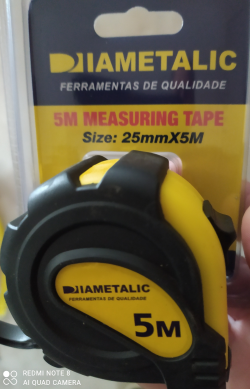 DIAMETALIC
FERRAMENTAS DE QUALIDADE
5M MEASURING TAPE
Size: 25mmX5M
DIAMETALIC
FERRAMENTAS DE QUALIDADE
5M
REDMI NOTE 8
AI QUAD CAMERA